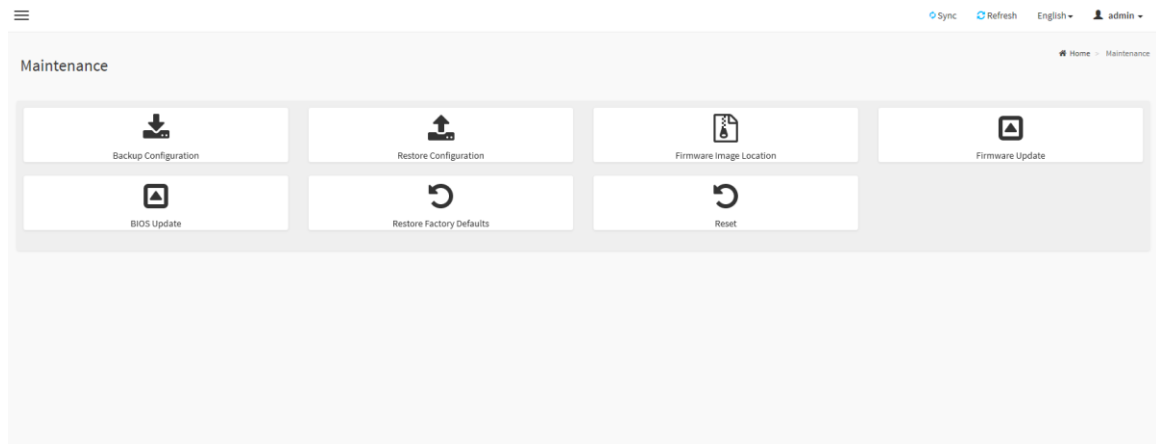 Sync Refresh English admin
Home > Maintenance
Maintenance
Backup Configuration
Restore Configuration
Firmware Image Location
Firmware Update
BIOS Update
Restore Factory Defaults
Reset